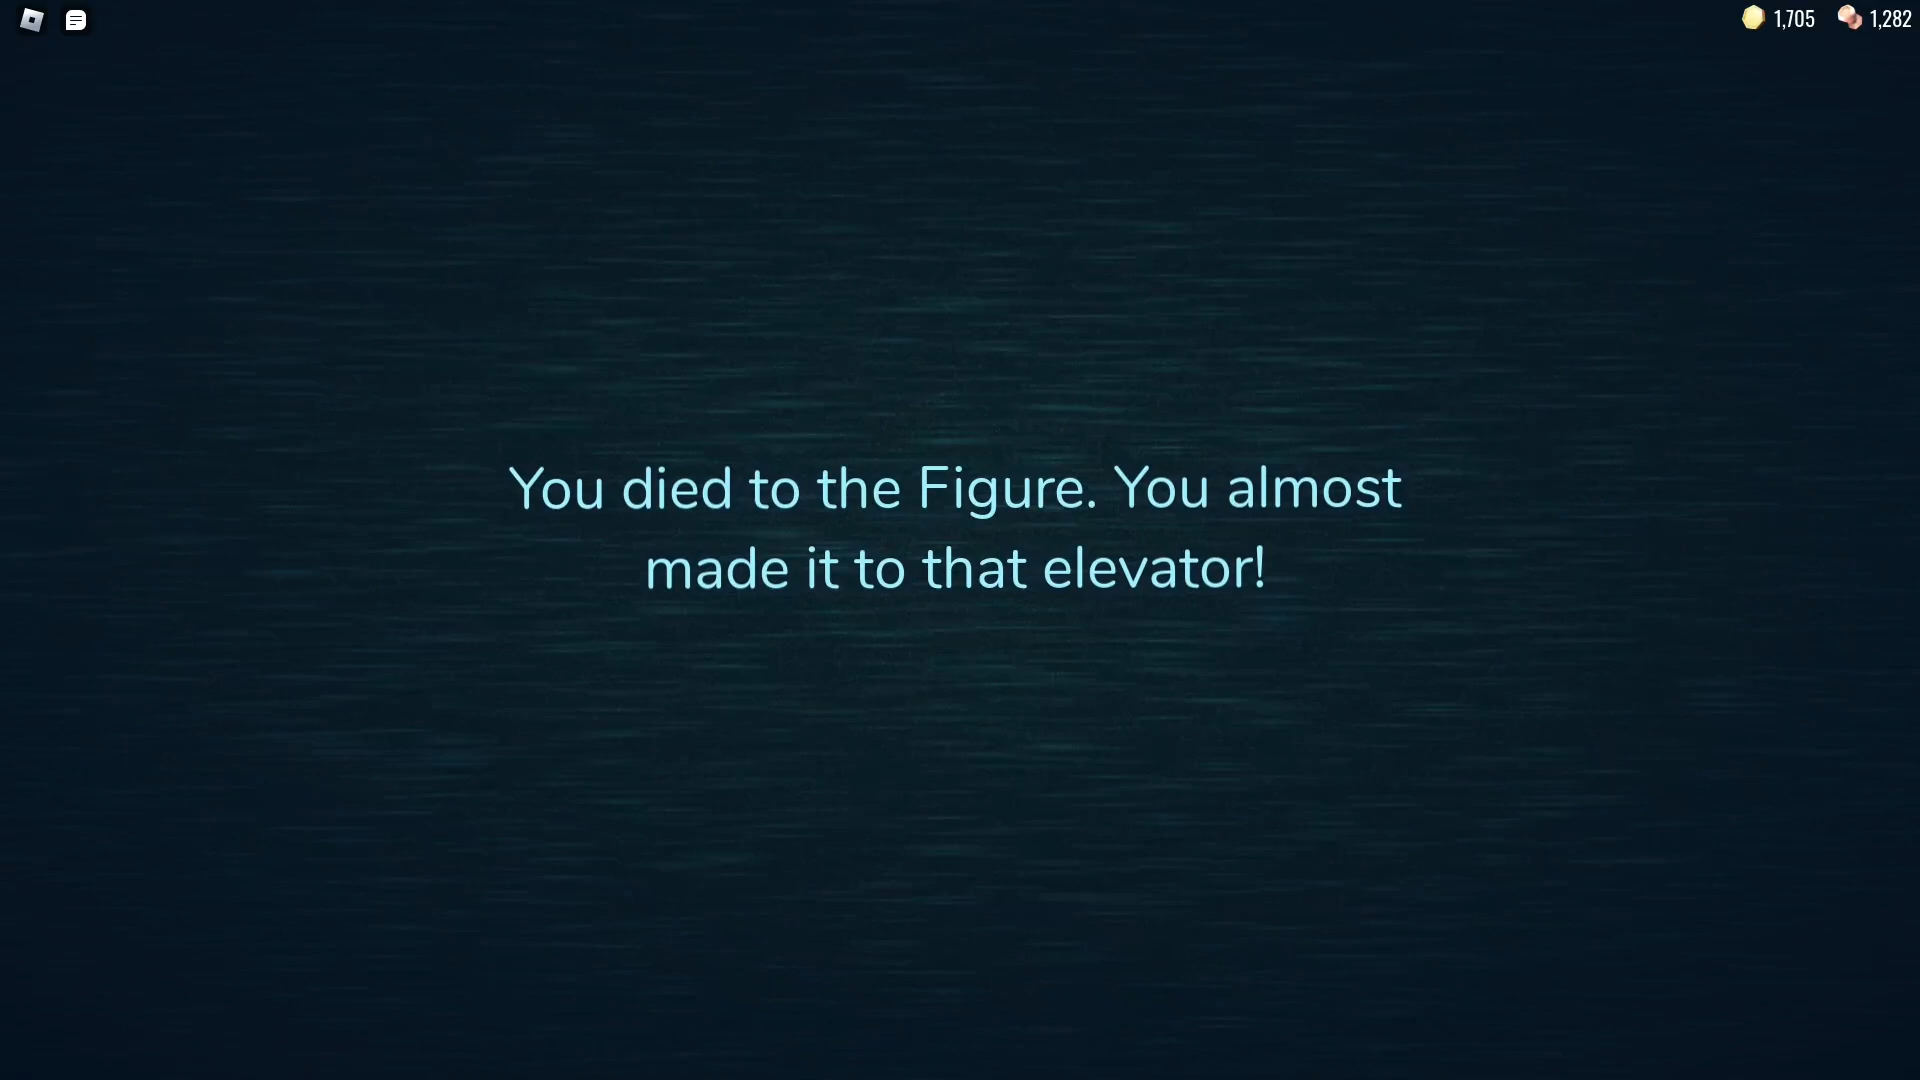 1,705 1,282
You died to the Figure. You almost
made it to that elevator!